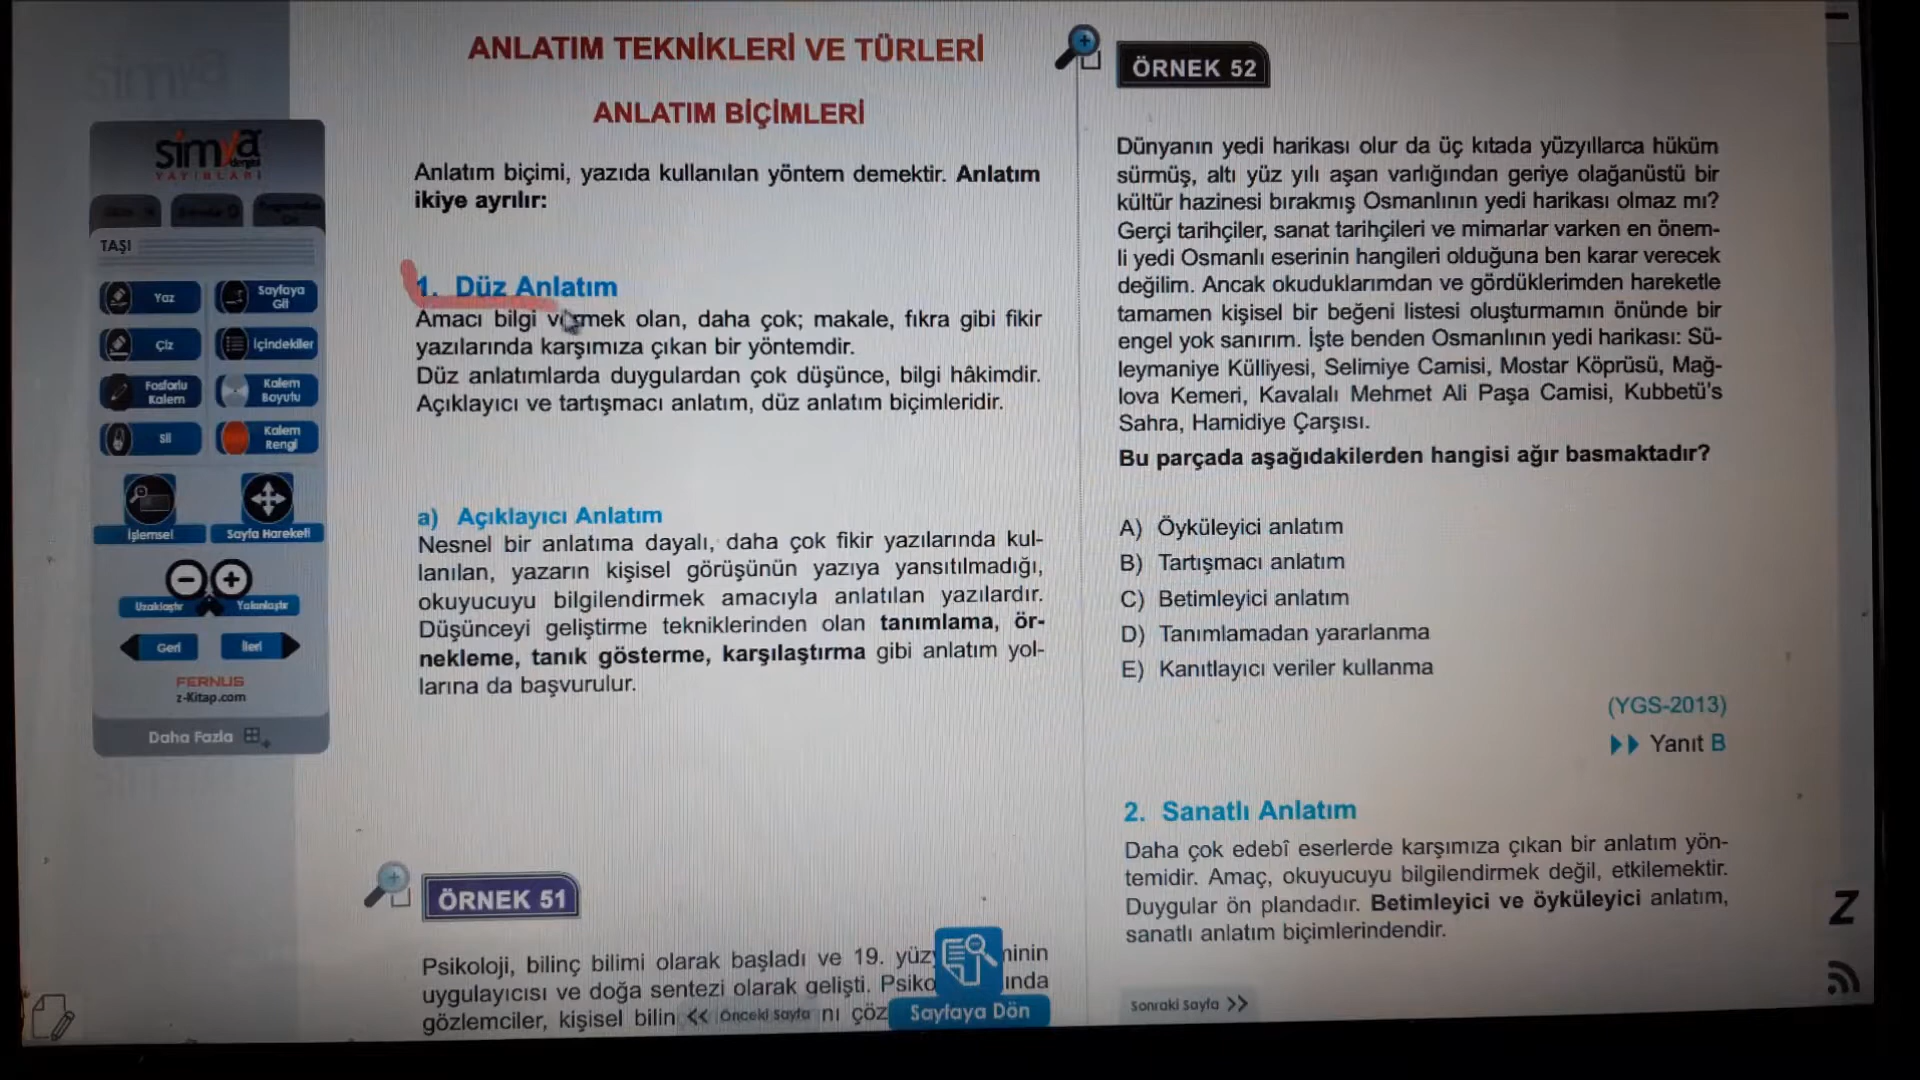 ANLATIM TEKNİKLERİ VE TÜRLERİ
ANLATIM BİÇİMLERİ
Anlatım biçimi, yazıda kullanılan yöntem demektir. Anlatım
ikiye ayrılır:
1. Düz Anlatım
Amacı bilgi vermek olan, daha çok; makale, fıkra gibi fikir
yazılarında karşımıza çıkan bir yöntemdir.
Düz anlatımlarda duygulardan çok düşünce, bilgi hâkimdir.
Açıklayıcı ve tartışmacı anlatım, düz anlatım biçimleridir.
a) Açıklayıcı Anlatım
Nesnel bir anlatıma dayalı, daha çok fikir yazılarında kul-
lanılan, yazarın kişisel görüşünün yazıya yansıtılmadığı,
okuyucuyu bilgilendirmek amacıyla anlatılan yazılardır.
Düşünceyi geliştirme tekniklerinden olan tanımlama, ör-
nekleme, tanık gösterme, karşılaştırma gibi anlatım yol-
larına da başvurulur.
ÖRNEK 51
Psikoloji, bilinç bilimi olarak başladı ve 19. yüz
uygulayıcısı ve doğa sentezi olarak gelişti.
gözlemciler, kişisel
Önceki Sayfa
Sayfaya Dön
ÖRNEK 52
Dünyanın yedi harikası olur da üç kıtada yüzyıllarca hüküm
sürmüş, altı yüz yılı aşan varlığından geriye olağanüstü bir
kültür hazinesi bırakmış Osmanlının yedi harikası olmaz mı?
Gerçi tarihçiler, sanat tarihçileri ve mimarlar varken en önem-
li yedi Osmanlı eserinin hangileri olduğuna ben karar verecek
değilim. Ancak okuduklarımdan ve gördüklerimden hareketle
tamamen kişisel bir beğeni listesi oluşturmamın önünde bir
engel yok sanırım. İşte benden Osmanlının yedi harikası: Sü-
leymaniye Külliyesi, Selimiye Camisi, Mostar Köprüsü, Mağ-
lova Kemeri, Kavalalı Mehmet Ali Paşa Camisi, Kubbetü's
Sahra, Hamidiye Çarşısı.
Bu parçada aşağıdakilerden hangisi ağır basmaktadır?
A) Öyküleyici anlatım
B) Tartışmacı anlatım
C) Betimleyici anlatım
D) Tanımlamadan yararlanma
E) Kanıtlayıcı veriler kullanma
(YGS-2013)
Yanıt B
2. Sanatlı Anlatım
Daha çok edebî eserlerde karşımıza çıkan bir anlatım yön-
temidir. Amaç, okuyucuyu bilgilendirmek değil, etkilemektir.
Duygular ön plandadır. Betimleyici ve öyküleyici anlatım,
sanatlı anlatım biçimlerindendir.
Sonraki Sayfa
Z
simya
dergisi
YAYINLARI
TAŞI
Yaz
Sayfaya
Git
Çiz
İçindekiler
Fosforlu
Kalem
Kalem
Boyutu
Sil
Kalem
Rengi
İşlemsel
Sayfa Hareketi
Uzaklaştır
Yakınlaştır
Geri
İleri
FERNUS
z-Kitap.com
Daha Fazla